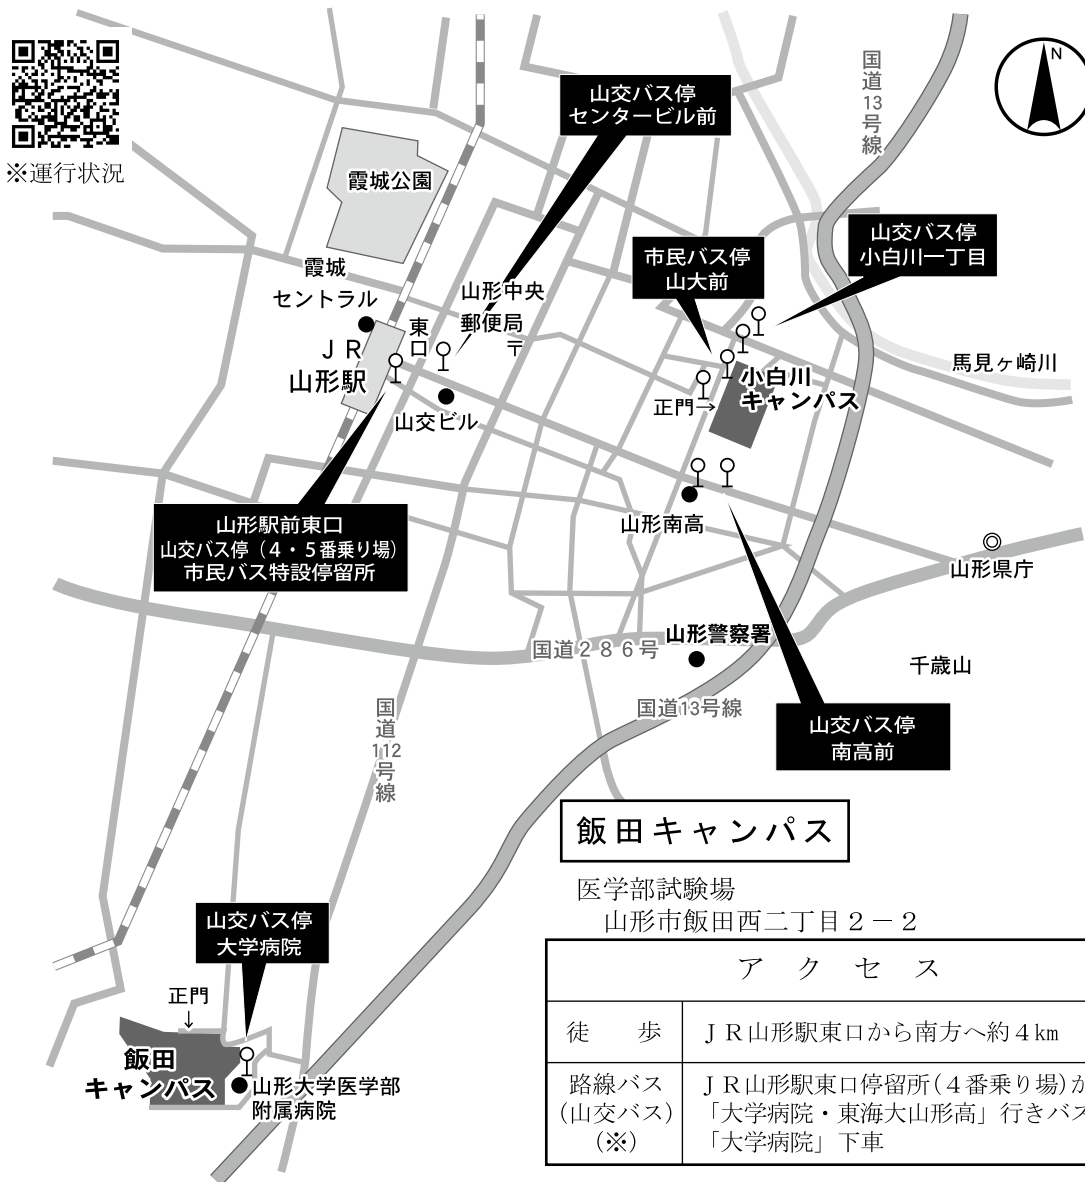 ※運行状況
N
国道13号線
山交バス停
センタービル前
霞城公園
山交バス停
小白川一丁目
市民バス停
山大前
霞城
セントラル
山形中央
郵便局
〒
東口
ＪＲ
山形駅
馬見ヶ崎川
小白川
キャンパス
正門→
山交ビル
山形南高
山形駅前東口
山交バス停（４・５番乗り場）
市民バス特設停留所
山形県庁
山形警察署
国道２８６号
千歳山
国道13号線
国道112号線
山交バス停
南高前
飯田キャンパス
医学部試験場
山形市飯田西二丁目２－２
アクセス
徒歩
ＪＲ山形駅東口から南方へ約４km
路線バス
(山交バス)
(※)
ＪＲ山形駅東口停留所(４番乗り場)か
「大学病院・東海大山形高」行きバス
「大学病院」下車
山交バス停
大学病院
正門
↓
飯田
キャンパス
山形大学医学部
附属病院